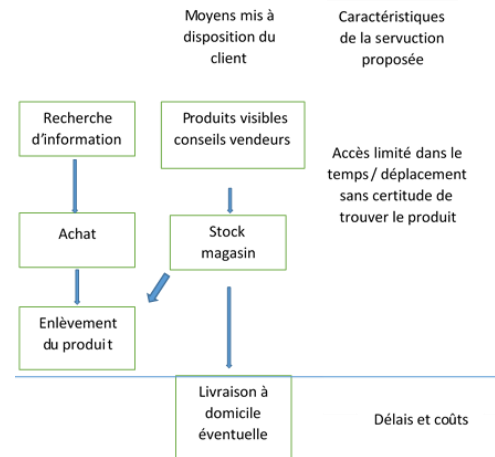 Moyens mis à
disposition du
client
Caractéristiques
de la servuction
proposée
Recherche
d'information
Produits visibles
conseils vendeurs
Accès limité dans le
temps / déplacement
sans certitude de
trouver le produit
Achat
Stock
magasin
Enlèvement
du produit
Livraison à
domicile
éventuelle
Délais et coûts